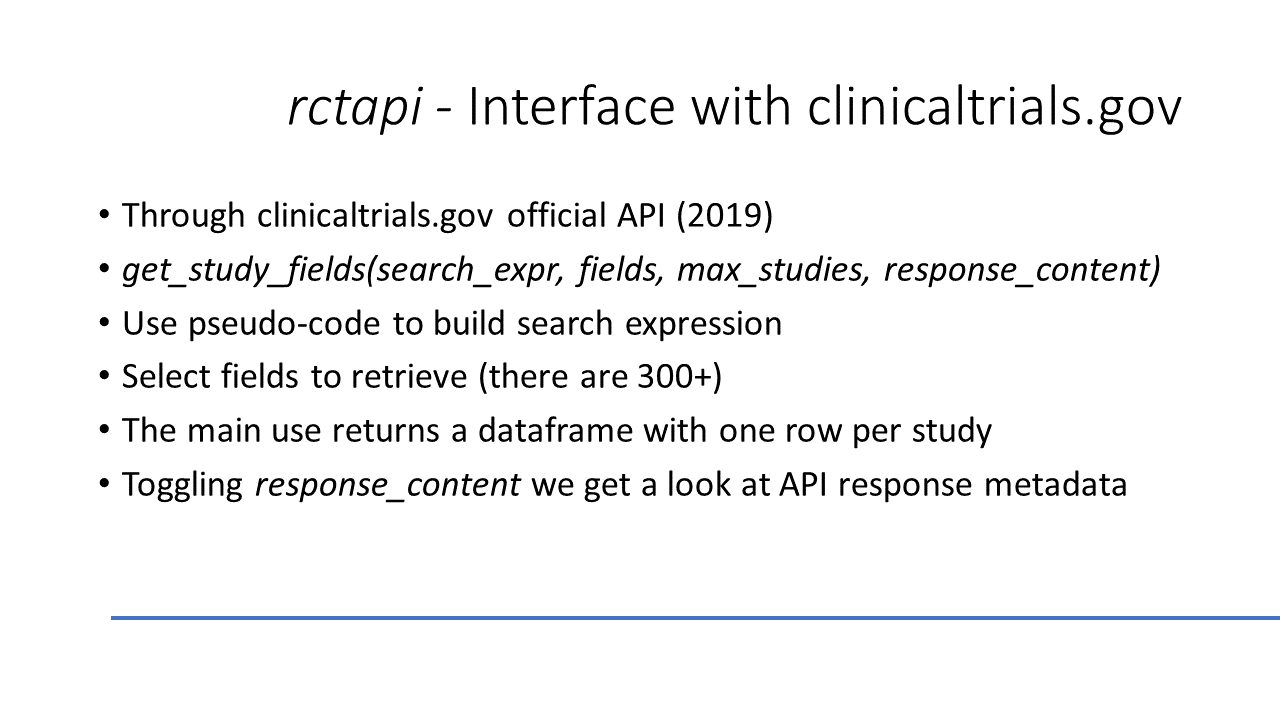 rctapi - Interface with clinicaltrials.gov
• Through clinicaltrials.gov official API (2019)
• get_study_fields(search_expr, fields, max_studies, response_content)
• Use pseudo-code to build search expression
• Select fields to retrieve (there are 300+)
• The main use returns a dataframe with one row per study
• Toggling response_content we get a look at API response metadata